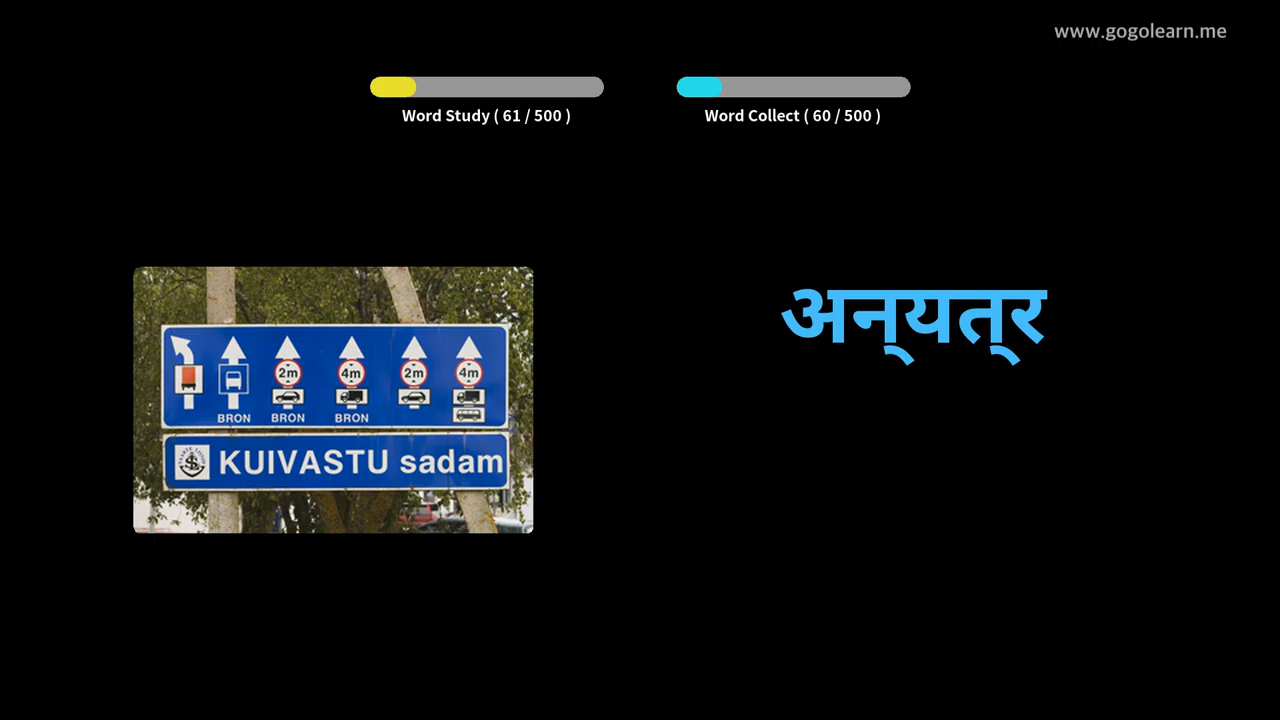 www.gogolearn.me
Word Study ( 61 / 500 )
Word Collect ( 60 / 500 )
अन्‌यत्‌र
2m 4m 2m 4m
BRON BRON BRON
KUIVASTU sadam